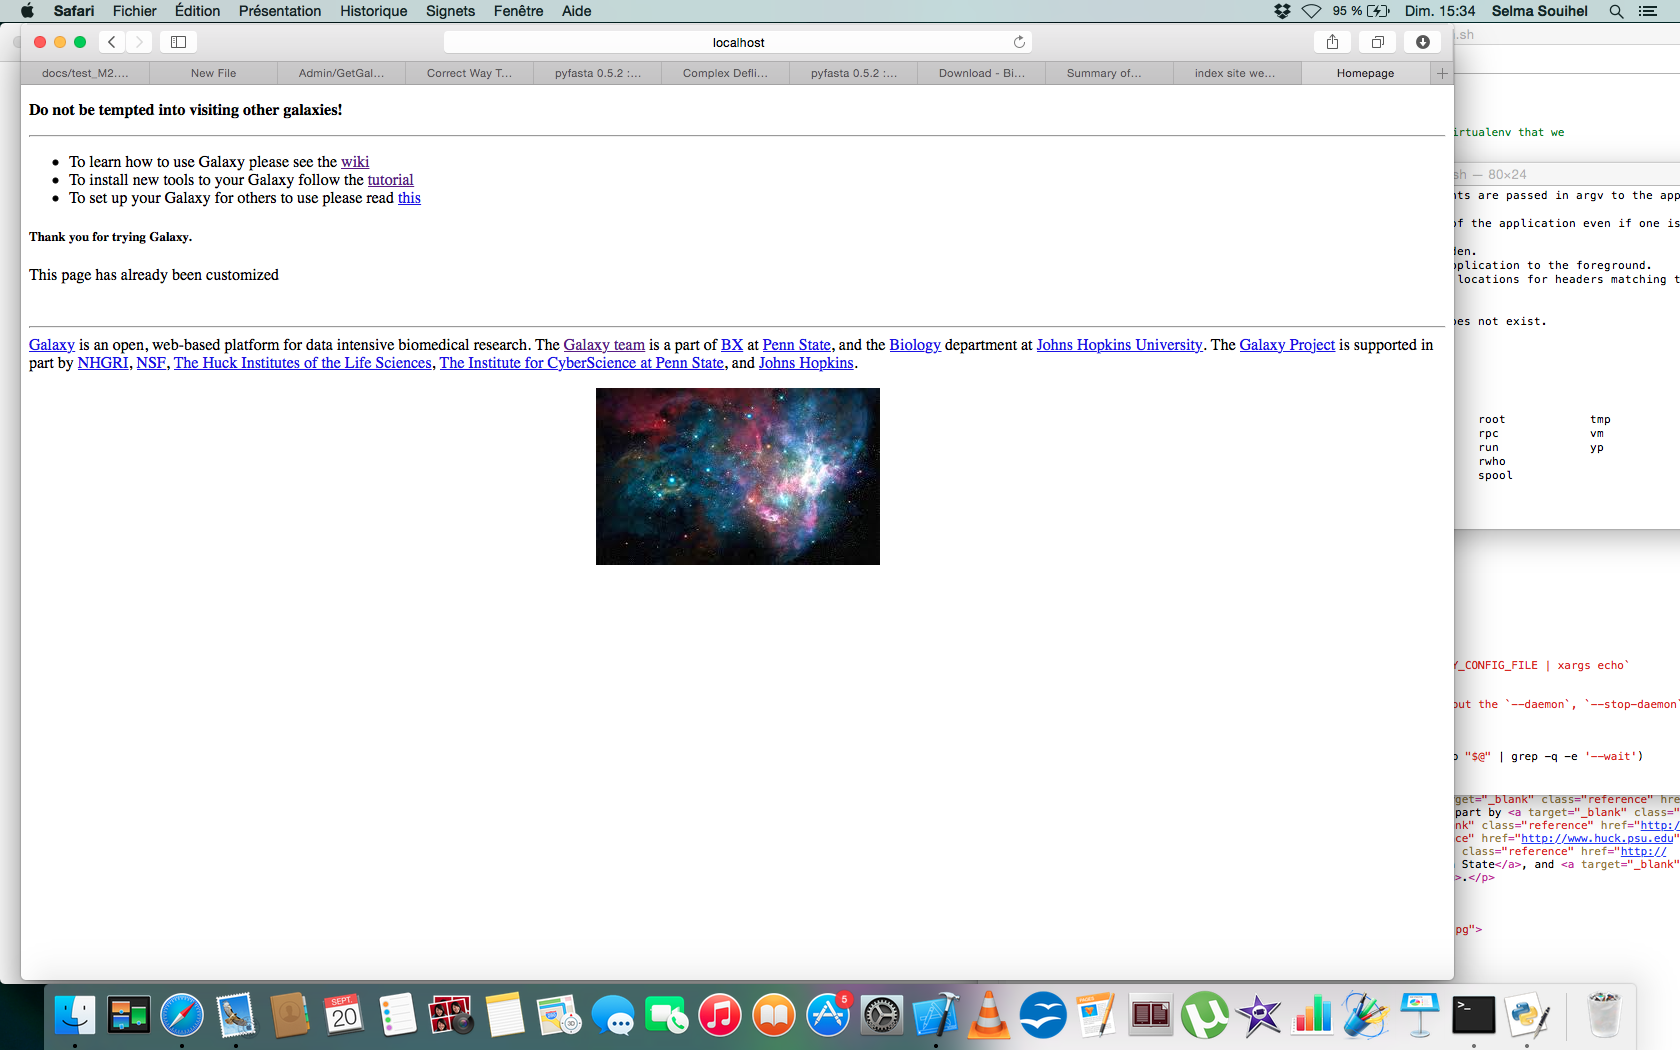 Safari Fichier Édition Présentation Historique Signets Fenêtre Aide 95 % Dim. 15:34 Selma Souihel
localhost
.sh
docs/test_M2.... New File Admin/GetGal... Correct Way T... pyfasta 0.5.2 :... Complex Defli... pyfasta 0.5.2 :... Download - Bi... Summary of... index site we... Homepage
Do not be tempted into visiting other galaxies!
To learn how to use Galaxy please see the wiki
To install new tools to your Galaxy follow the tutorial
To set up your Galaxy for others to use please read this
Thank you for trying Galaxy.
This page has already been customized
Galaxy is an open, web-based platform for data intensive biomedical research. The Galaxy team is a part of BX at Penn State, and the Biology department at Johns Hopkins University. The Galaxy Project is supported in
part by NHGRI, NSF, The Huck Institutes of the Life Sciences, The Institute for CyberScience at Penn State, and Johns Hopkins.
irtualenv that we
sh — 80×24
nts are passed in argv to the app
of the application even if one is
den.
plication to the foreground.
locations for headers matching t
oes not exist.
root tmp
rpc vm
run yp
rwho
spool
Y_CONFIG_FILE | xargs echo`
out the `--daemon`, `--stop-daemon`
o "$@" | grep -q -e '--wait')
get="_blank" class="reference" hre
part by <a target="_blank" class="
nk" class="reference" href="http:/
ce" href="http://www.huck.psu.edu"
class="reference" href="http://
State</a>, and <a target="_blank"
>.</p>
pg">
SEPT.
20
3D
5
PAGES
>_